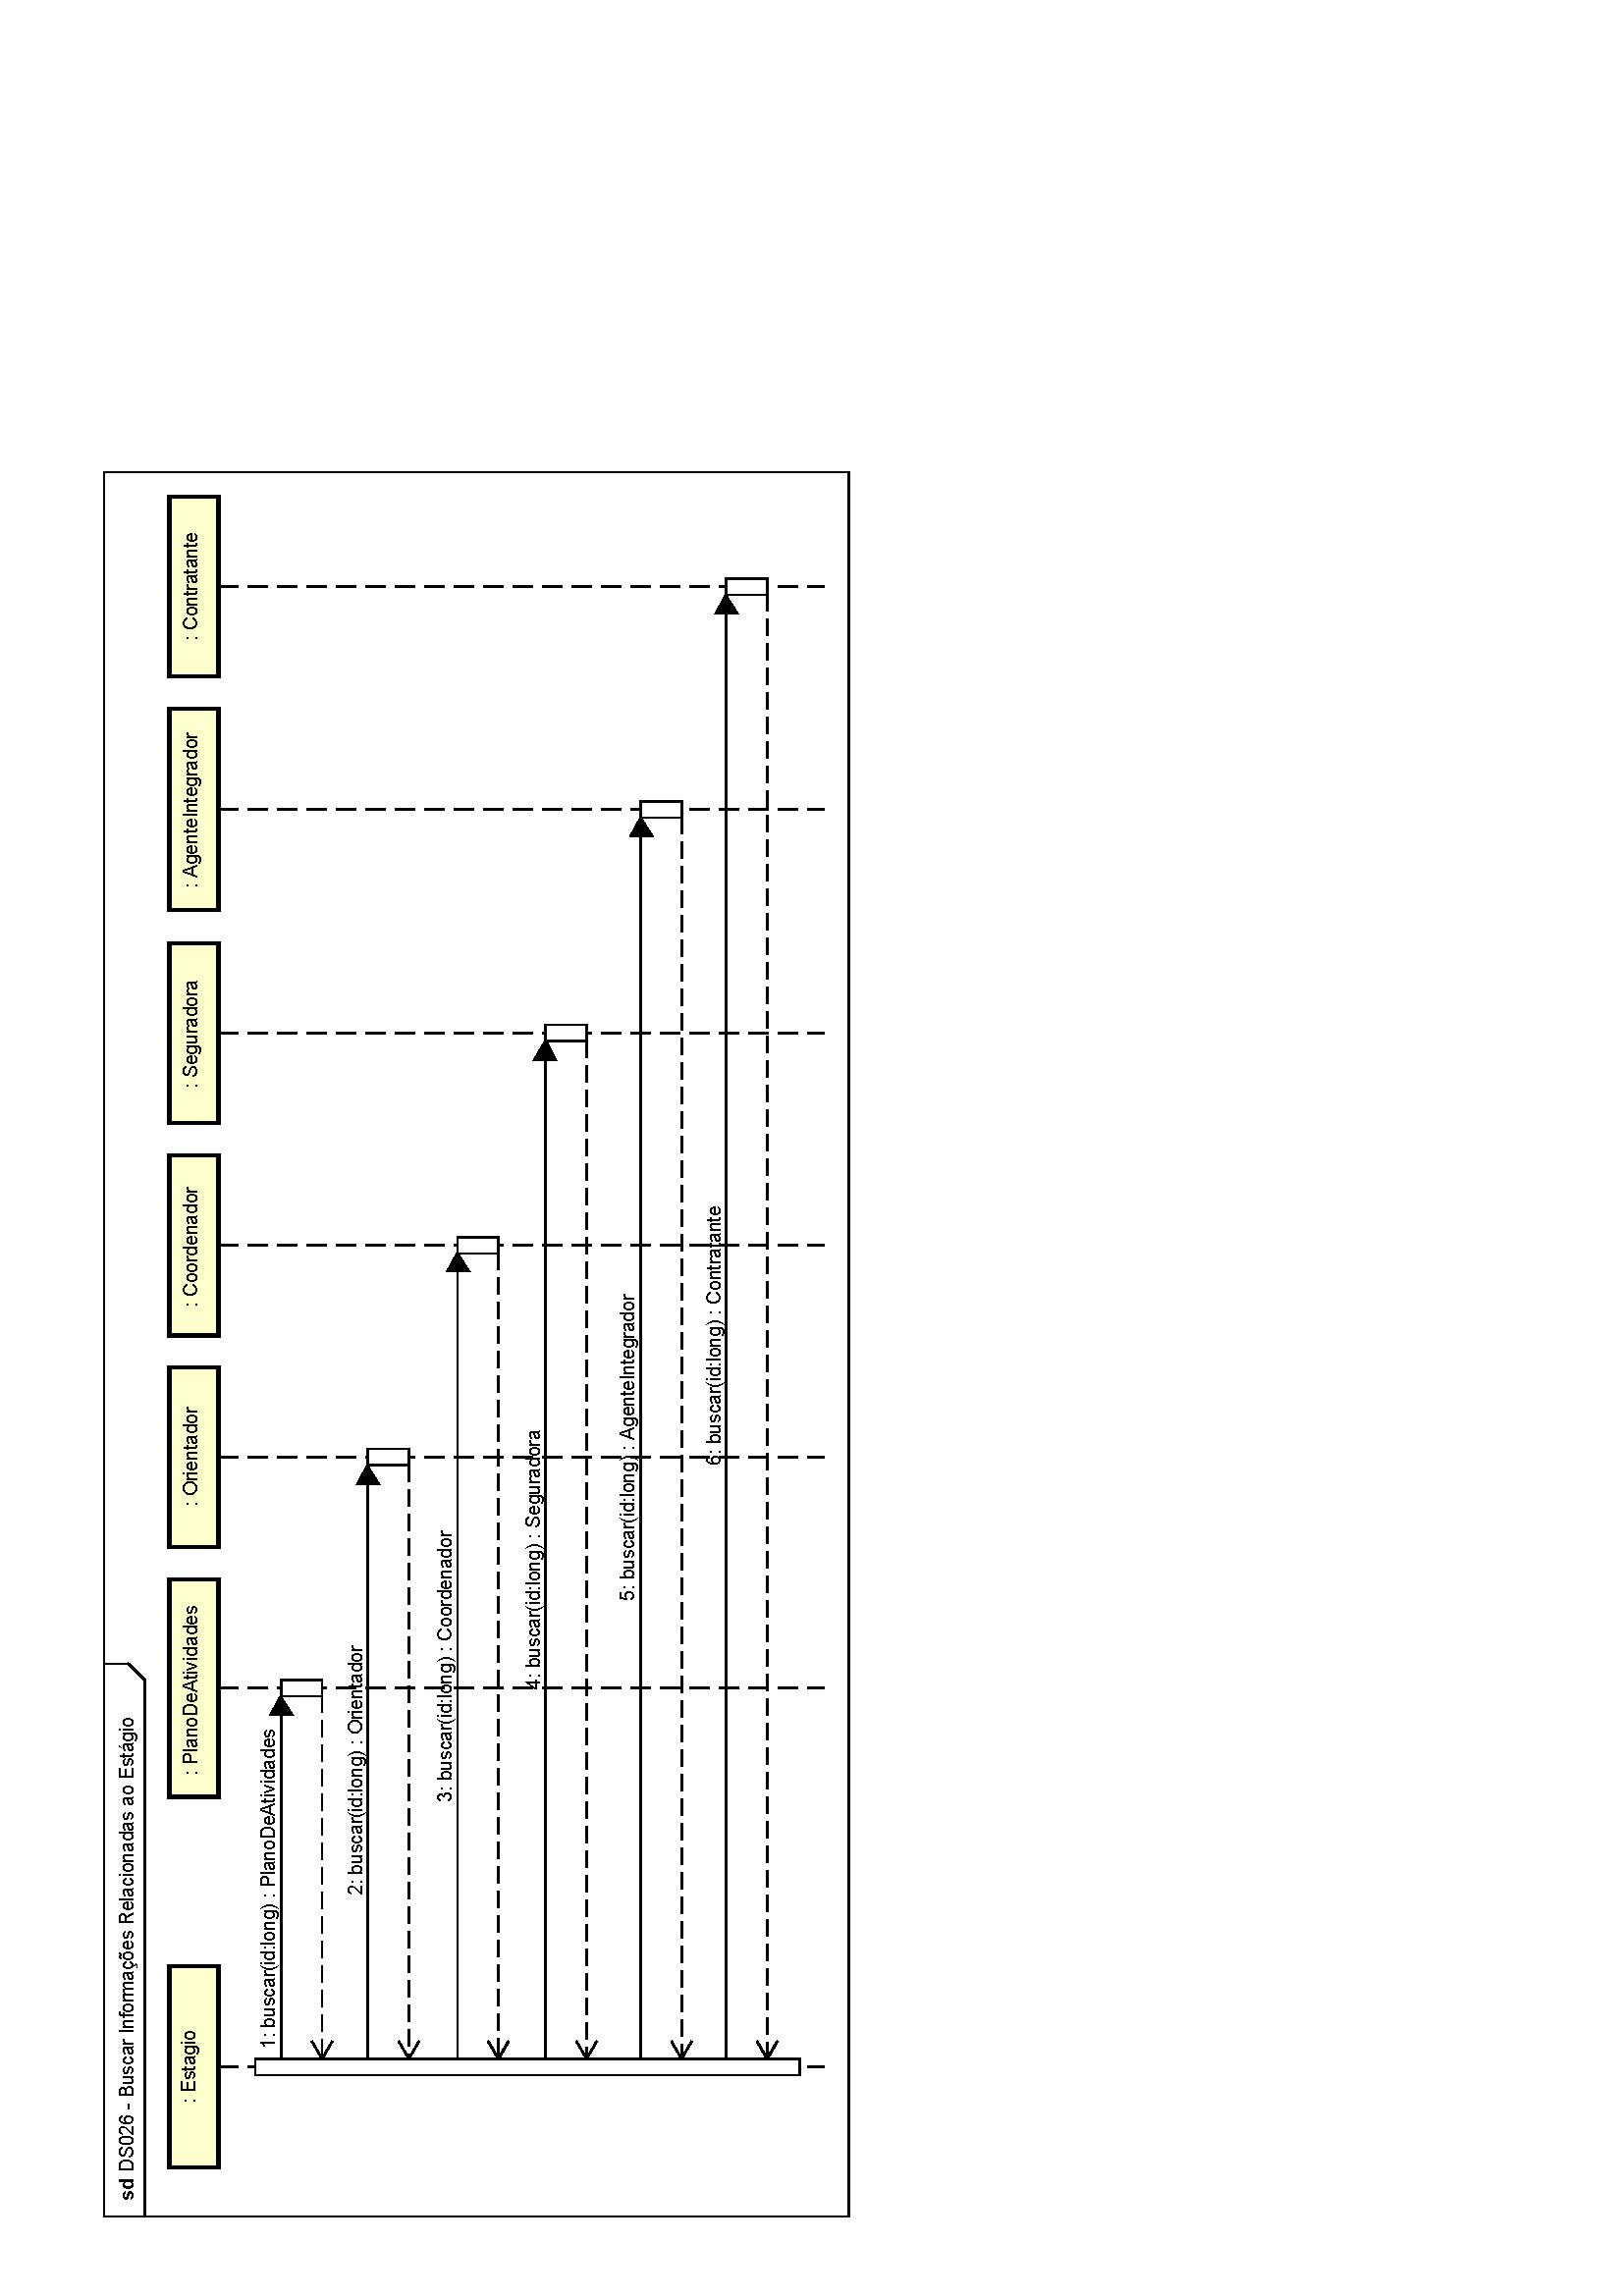 sd DS026 - Buscar Informações Relacionadas ao Estágio
: Estagio
: PlanoDeAtividades
: Orientador
: Coordenador
: Seguradora
: AgenteIntegrador
: Contratante
1: buscar(id:long) : PlanoDeAtividades
2: buscar(id:long) : Orientador
3: buscar(id:long) : Coordenador
4: buscar(id:long) : Seguradora
5: buscar(id:long) : AgenteIntegrador
6: buscar(id:long) : Contratante